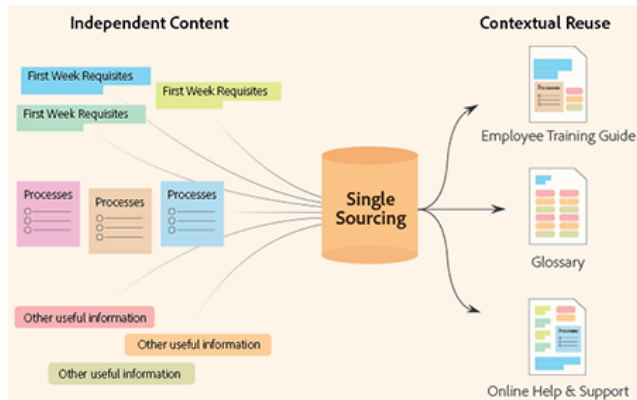 Independent Content
Contextual Reuse
First Week Requisites
First Week Requisites
First Week Requisites
Processes
Processes
Processes
Other useful information
Other useful information
Other useful information
Single
Sourcing
Processes
Employee Training Guide
Glossary
Processes
Online Help & Support